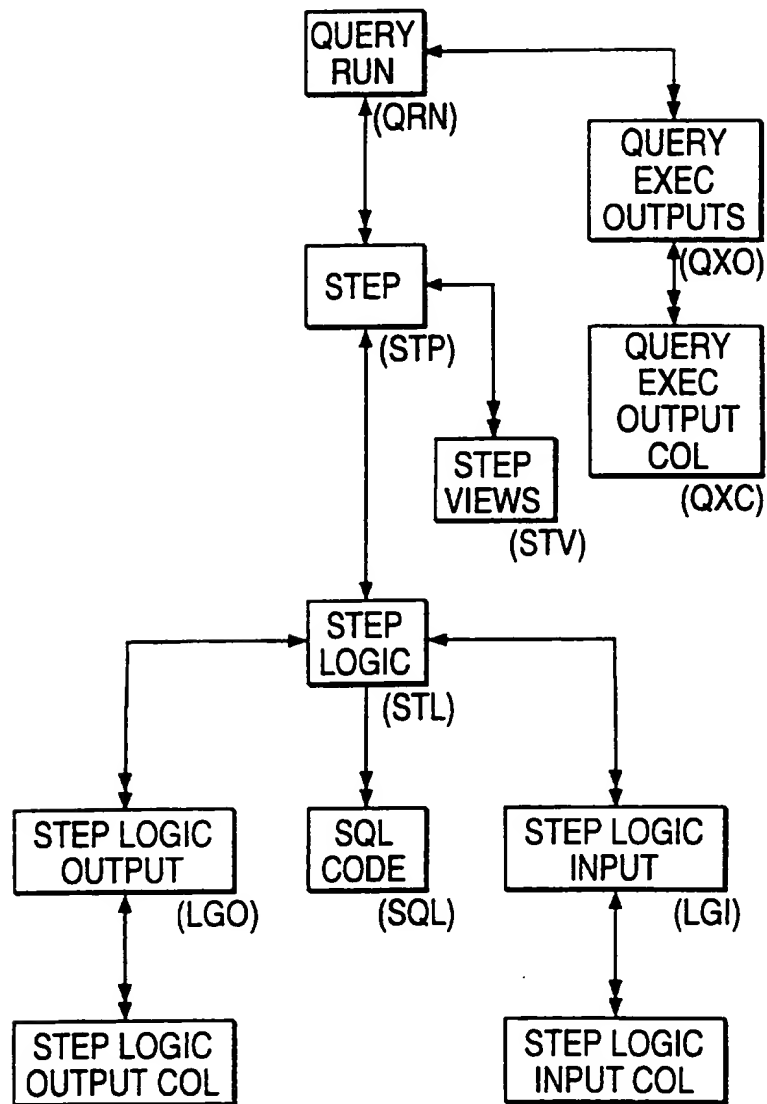 QUERY
RUN
(QRN)
QUERY
EXEC
OUTPUTS
(QXO)
STEP
(STP)
QUERY
EXEC
OUTPUT
COL
(QXC)
STEP
VIEWS
(STV)
STEP
LOGIC
(STL)
STEP LOGIC
OUTPUT
(LGO)
SQL
CODE
(SQL)
STEP LOGIC
INPUT
(LGI)
STEP LOGIC
OUTPUT COL
STEP LOGIC
INPUT COL